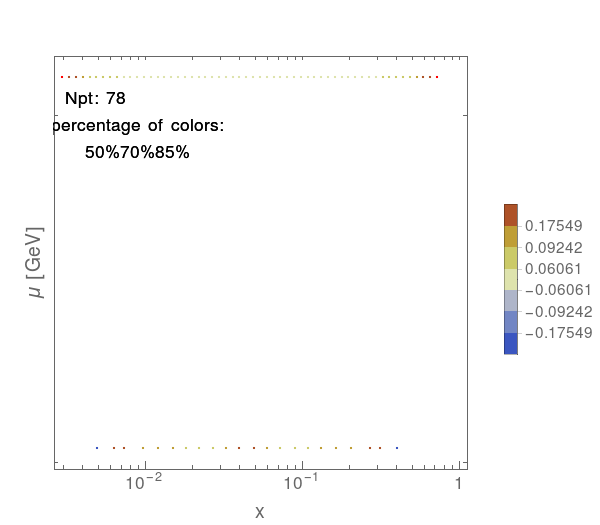 Npt: 78
percentage of colors:
50%70%85%
μ [GeV]
0.17549
0.09242
0.06061
−0.06061
−0.09242
−0.17549
10⁻² 10⁻¹ 1
x